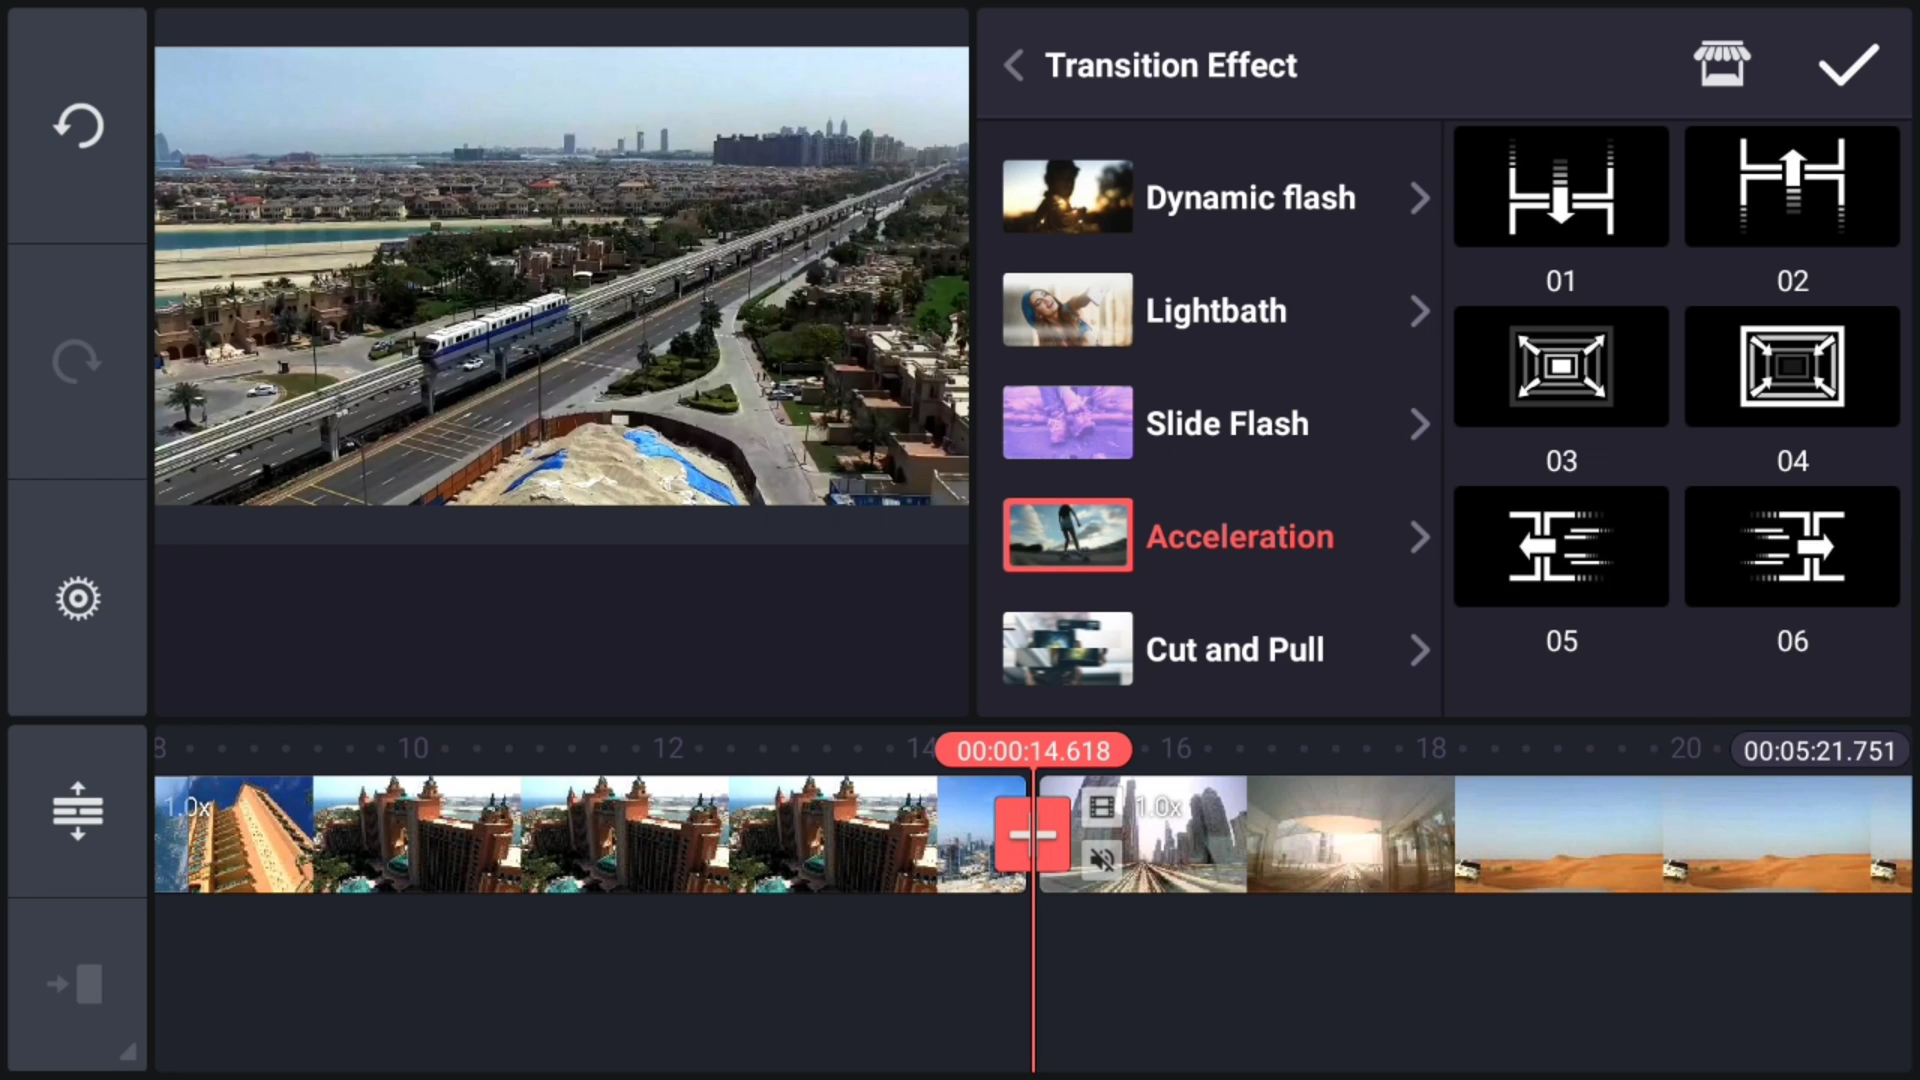 Transition Effect
Dynamic flash
Lightbath
Slide Flash
Acceleration
Cut and Pull
01
02
03
04
05
06
8
10
12
14
00:00:14.618
16
18
20
00:05:21.751
1.0x
1.0x